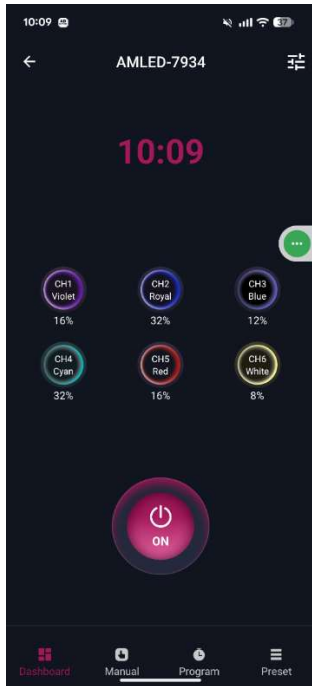 10:09
37
AMLED-7934
10:09
CH1
Violet
16%
CH2
Royal
32%
CH3
Blue
12%
CH4
Cyan
32%
CH5
Red
16%
CH6
White
8%
ON
Dashboard
Manual
Program
Preset